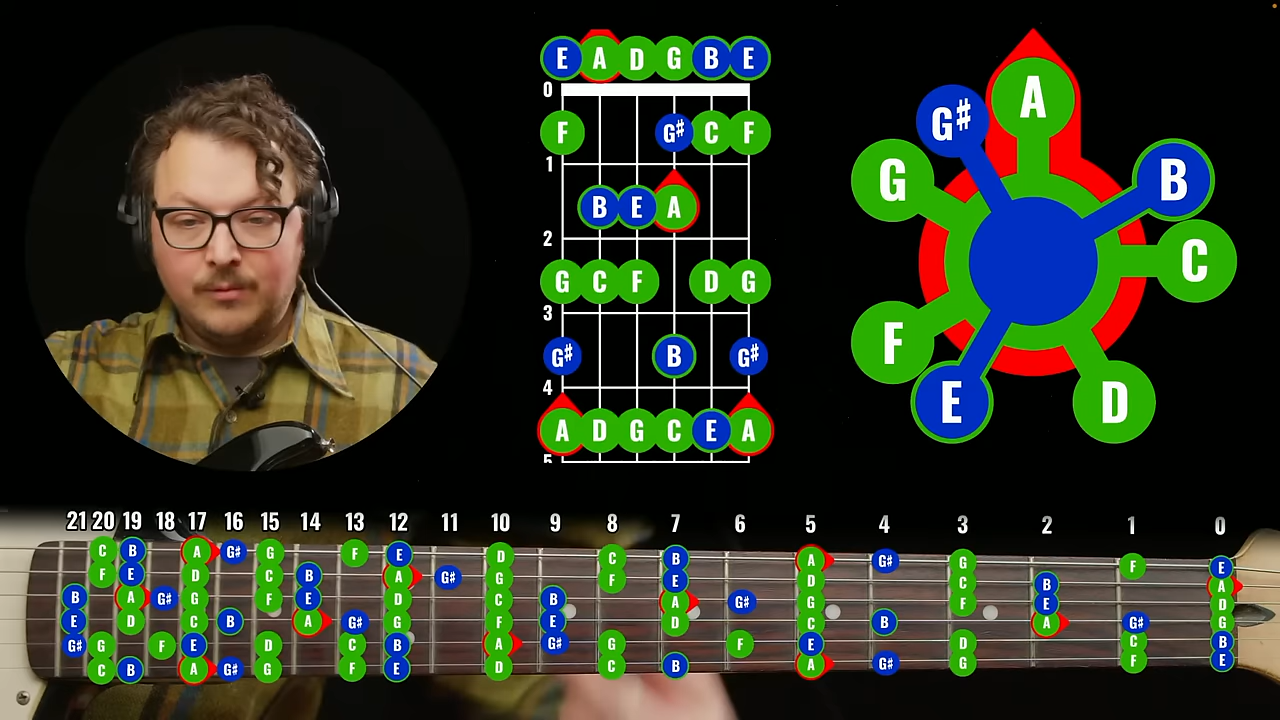 E A D G B E
0
F G# C F
1
B E A
2
G C F D G
3
G# B G#
4
A D G C E A
5
A
G#
B
G
C
F
E
D
21 20 19 18 17 16 15 14 13 12 11 10 9 8 7 6 5 4 3 2 1 0
C B A G# G F E D C B A G# G F E
F E D C B A G# G F E D C B A
B A G# G F E D C B A G# G F E D
E D C B A G# G F E D C B A G# G
G# G F E D C B A G# G F E D C B
C B A G# G F E D C B A G# G F E